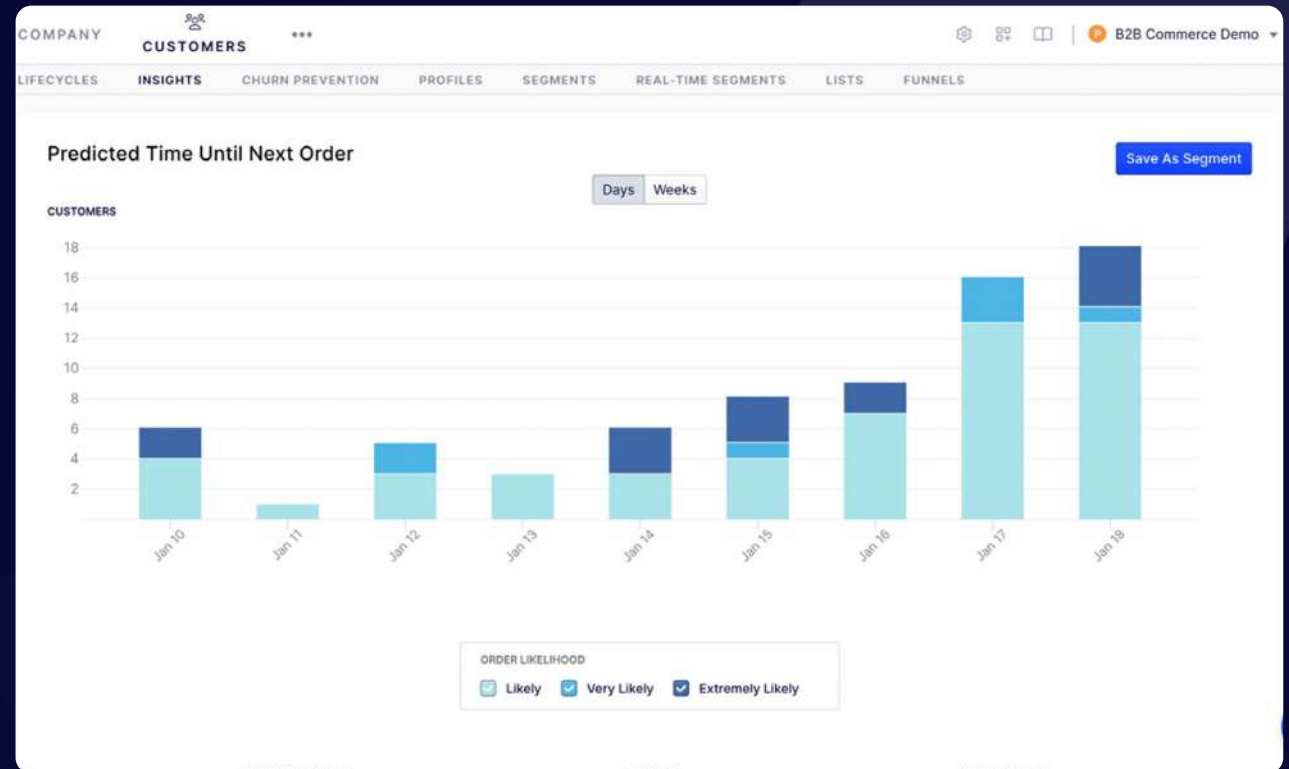 COMPANY
CUSTOMERS
•••
P B2B Commerce Demo
LIFECYCLES INSIGHTS CHURN PREVENTION PROFILES SEGMENTS REAL-TIME SEGMENTS LISTS FUNNELS
Predicted Time Until Next Order
Save As Segment
Days Weeks
CUSTOMERS
18
16
14
12
10
8
6
4
2
Jan 10 Jan 11 Jan 12 Jan 13 Jan 14 Jan 15 Jan 16 Jan 17 Jan 18
ORDER LIKELIHOOD
Likely Very Likely Extremely Likely